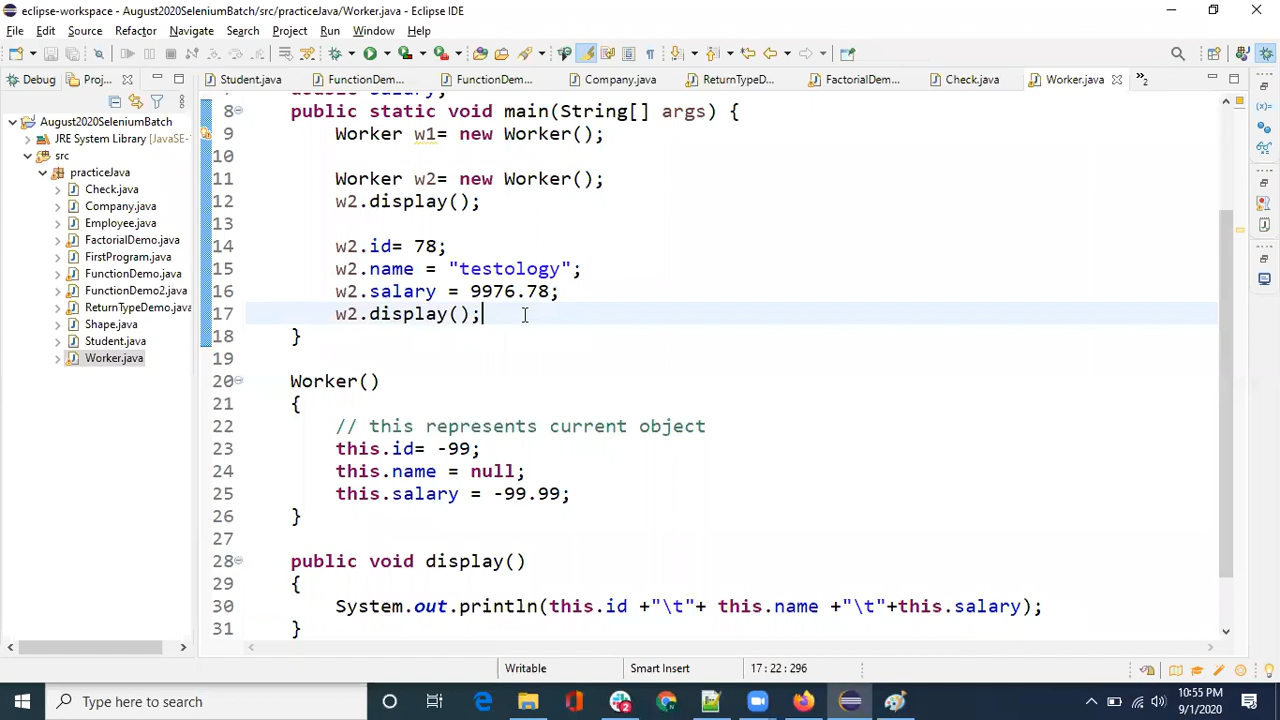 eclipse-workspace - August2020SeleniumBatch/src/practiceJava/Worker.java - Eclipse IDE
File Edit Source Refactor Navigate Search Project Run Window Help
Debug Proj... Student.java FunctionDem... FunctionDem... Company.java ReturnTypeD... FactorialDem... Check.java Worker.java
August2020SeleniumBatch
JRE System Library [JavaSE-
src
practiceJava
Check.java
Company.java
Employee.java
FactorialDemo.java
FirstProgram.java
FunctionDemo.java
FunctionDemo2.java
ReturnTypeDemo.java
Shape.java
Student.java
Worker.java
8 public static void main(String[] args) {
9 Worker w1= new Worker();
10
11 Worker w2= new Worker();
12 w2.display();
13
14 w2.id= 78;
15 w2.name = "testology";
16 w2.salary = 9976.78;
17 w2.display();
18 }
19
20 Worker()
21 {
22 // this represents current object
23 this.id= -99;
24 this.name = null;
25 this.salary = -99.99;
26 }
27
28 public void display()
29 {
30 System.out.println(this.id +"\t"+ this.name +"\t"+this.salary);
31 }
Writable Smart Insert 17 : 22 : 296
Type here to search
10:55 PM
9/1/2020